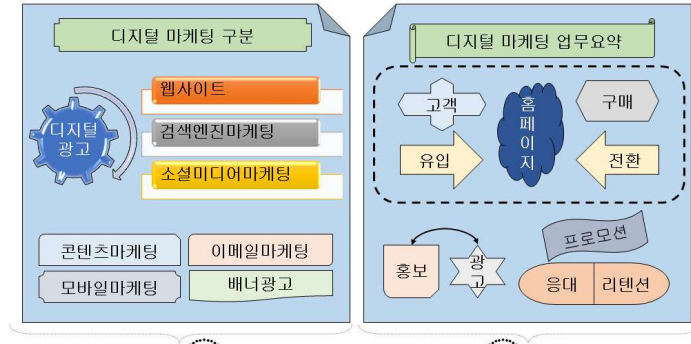 디지털 마케팅 구분
디지털
광고
웹사이트
검색엔진마케팅
소셜미디어마케팅
콘텐츠마케팅
이메일마케팅
모바일마케팅
배너광고
디지털 마케팅 업무요약
고객
홈페이지
구매
유입
전환
홍보
광고
프로모션
응대
리텐션